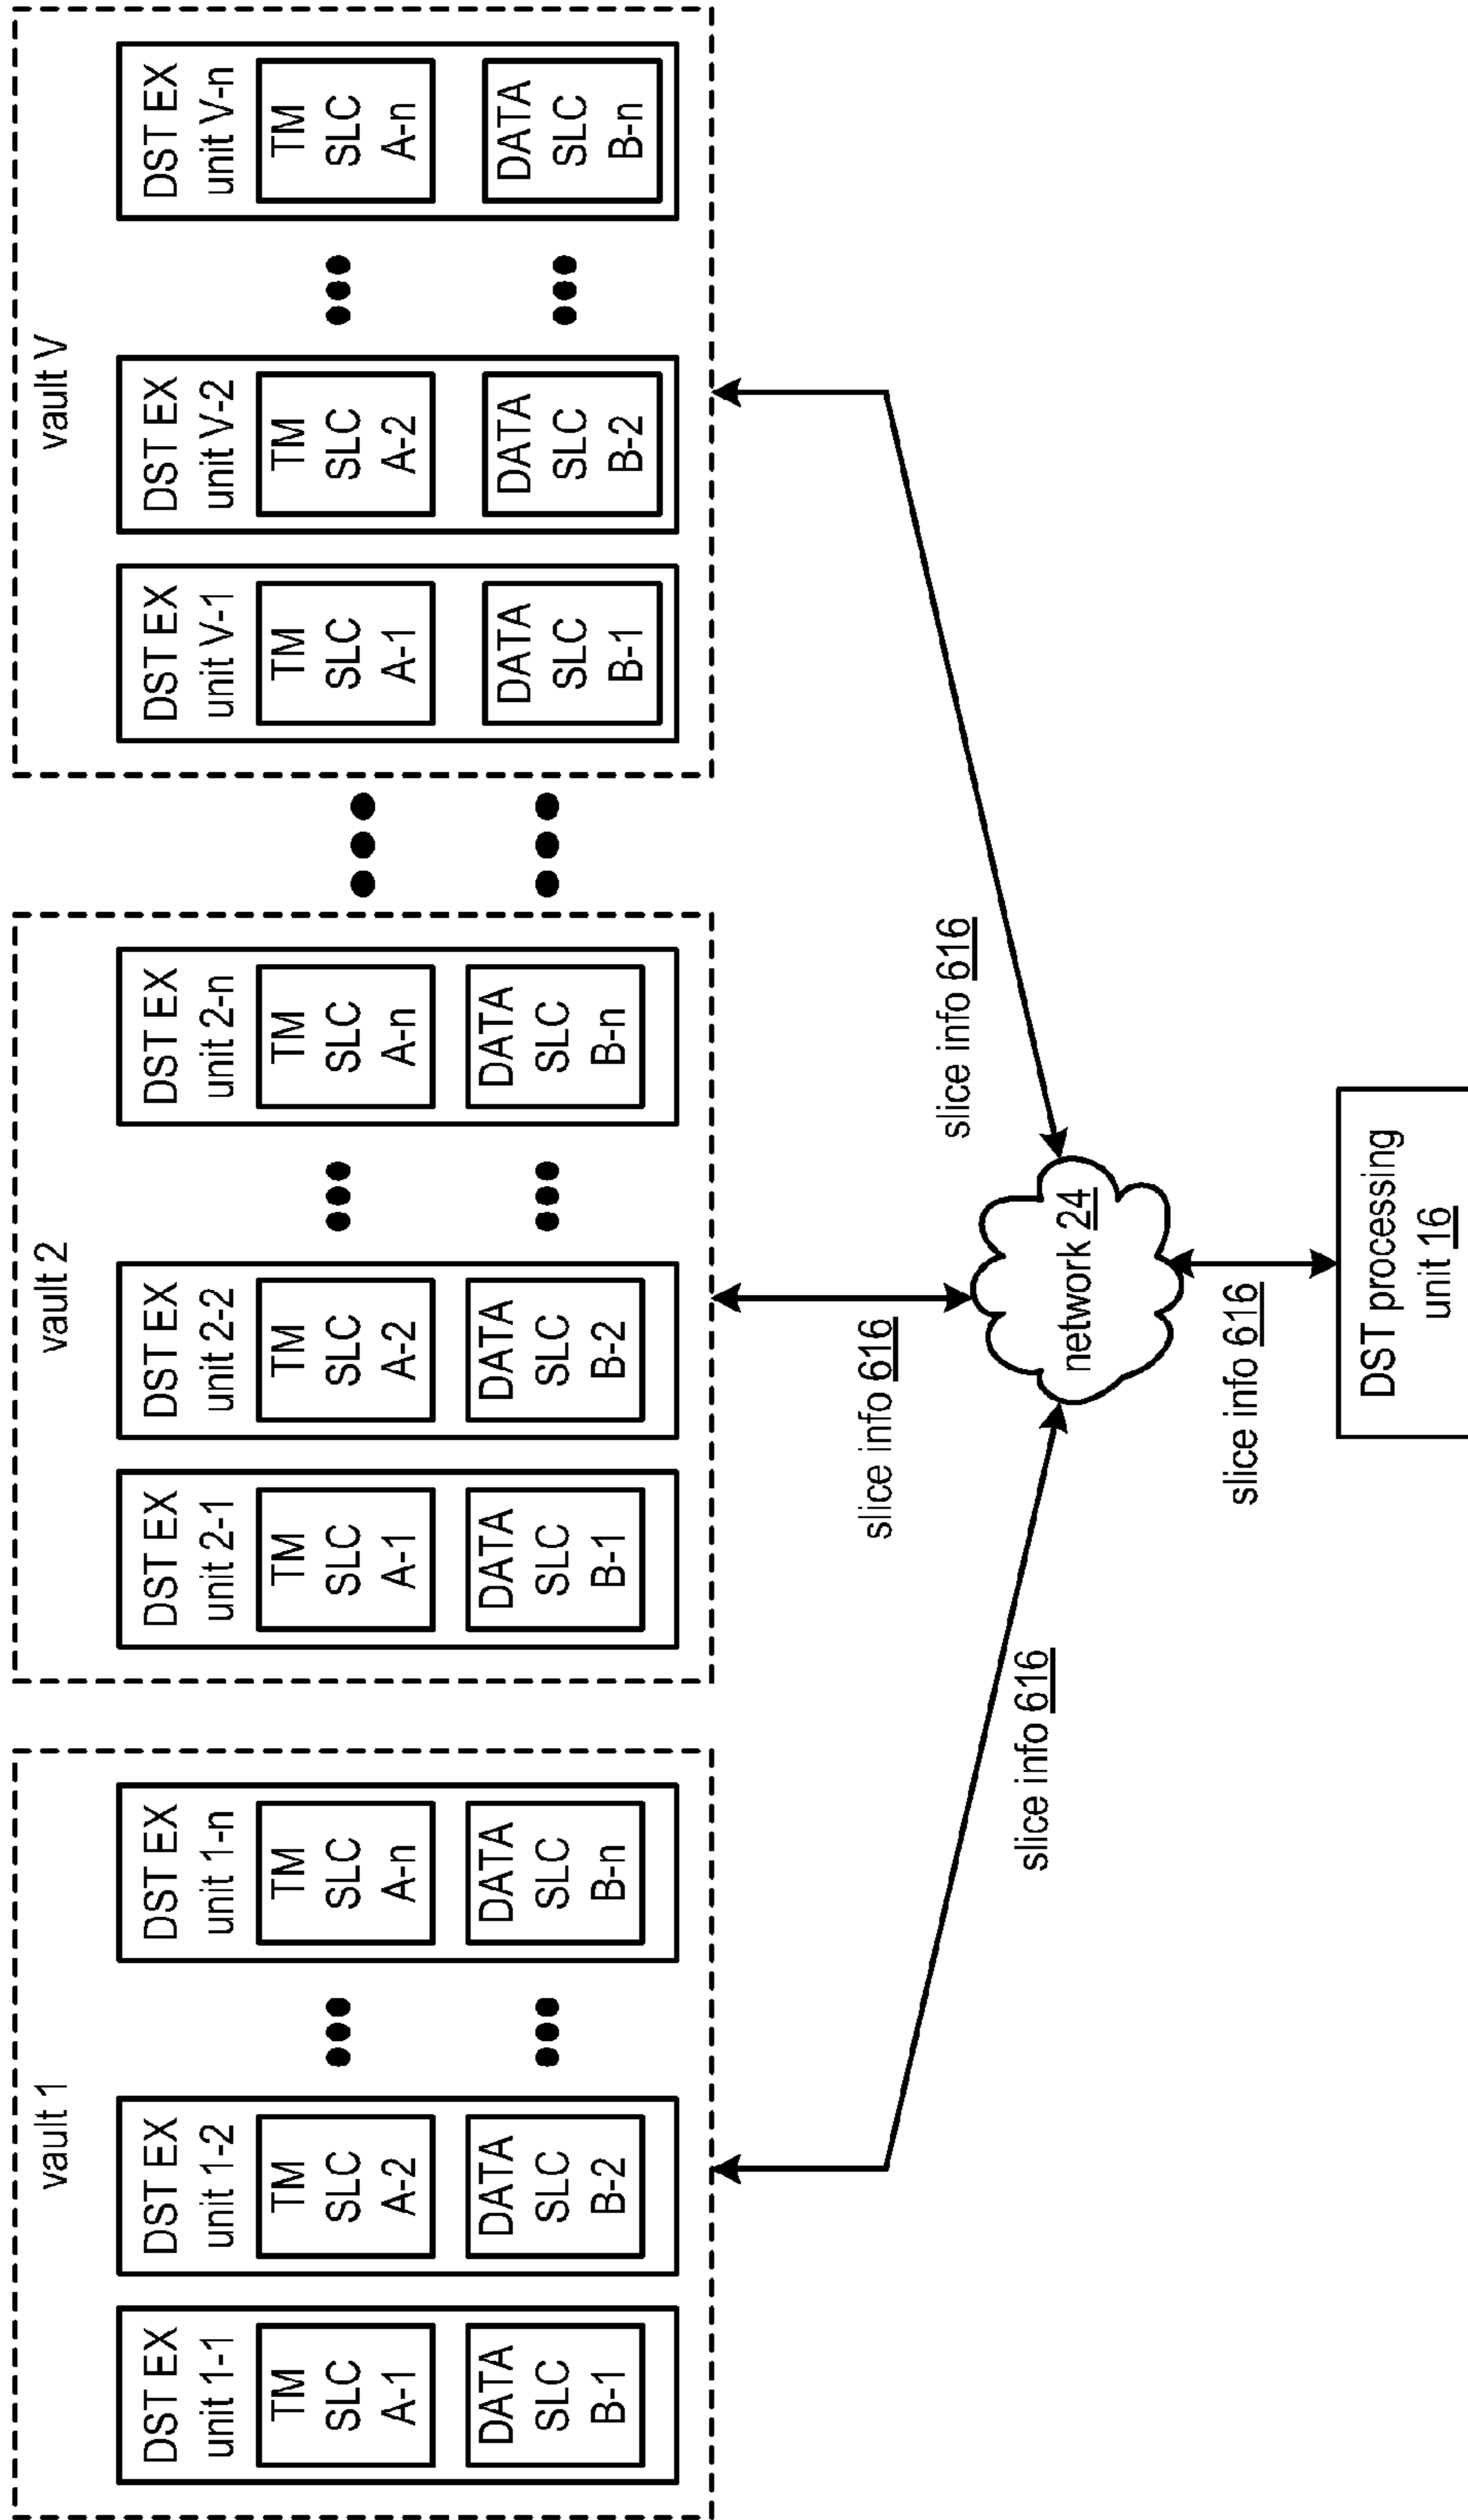 vault 1
DST EX
unit 1-1
TM
SLC
A-1
DATA
SLC
B-1
DST EX
unit 1-2
TM
SLC
A-2
DATA
SLC
B-2
DST EX
unit 1-n
TM
SLC
A-n
DATA
SLC
B-n
vault 2
DST EX
unit 2-1
TM
SLC
A-1
DATA
SLC
B-1
DST EX
unit 2-2
TM
SLC
A-2
DATA
SLC
B-2
DST EX
unit 2-n
TM
SLC
A-n
DATA
SLC
B-n
vault V
DST EX
unit V-1
TM
SLC
A-1
DATA
SLC
B-1
DST EX
unit V-2
TM
SLC
A-2
DATA
SLC
B-2
DST EX
unit V-n
TM
SLC
A-n
DATA
SLC
B-n
slice info 616
slice info 616
slice info 616
network 24
slice info 616
DST processing
unit 16